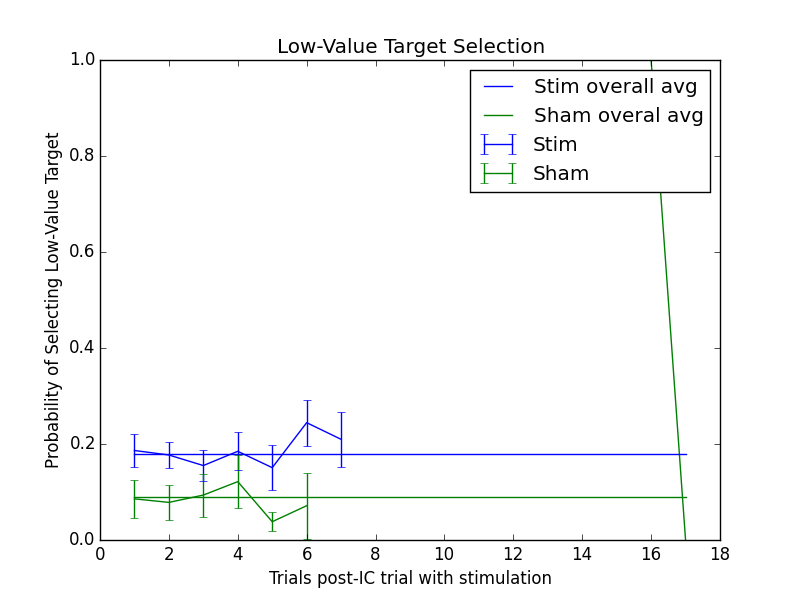 Low-Value Target Selection
Probability of Selecting Low-Value Target
1.0
0.8
0.6
0.4
0.2
0.0
Stim overall avg
Sham overal avg
Stim
Sham
0 2 4 6 8 10 12 14 16 18
Trials post-IC trial with stimulation